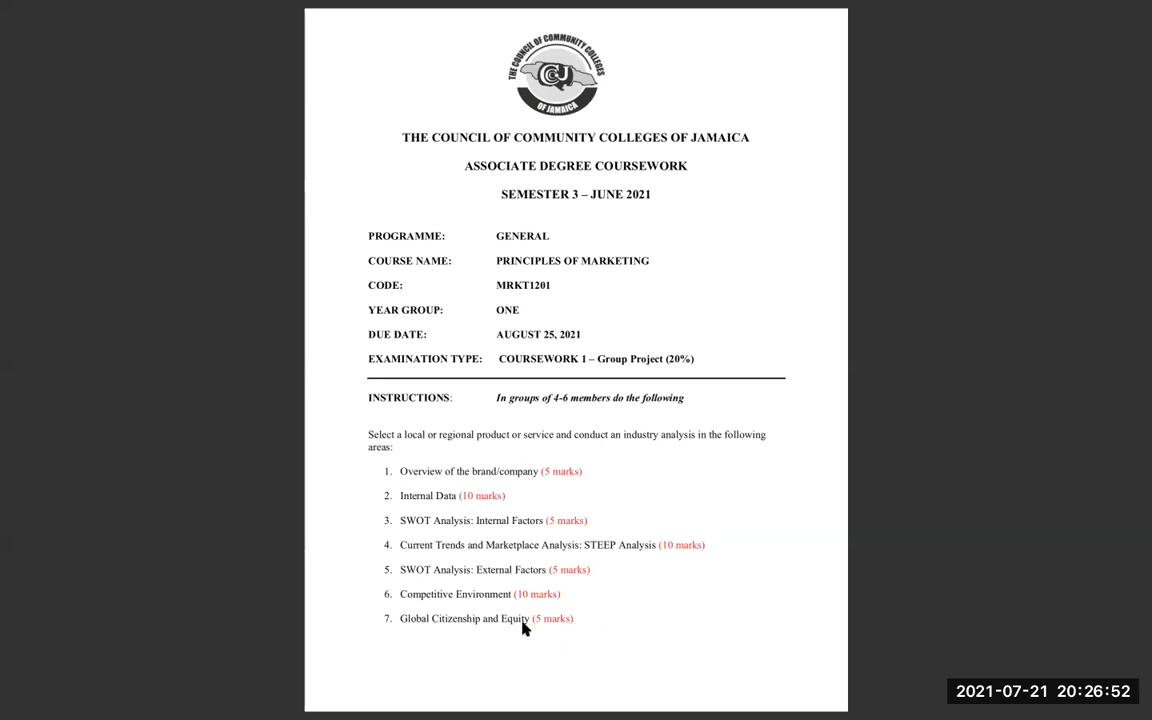 THE COUNCIL OF COMMUNITY COLLEGES
OF JAMAICA
THE COUNCIL OF COMMUNITY COLLEGES OF JAMAICA
ASSOCIATE DEGREE COURSEWORK
SEMESTER 3 – JUNE 2021
PROGRAMME: GENERAL
COURSE NAME: PRINCIPLES OF MARKETING
CODE: MRKT1201
YEAR GROUP: ONE
DUE DATE: AUGUST 25, 2021
EXAMINATION TYPE: COURSEWORK 1 – Group Project (20%)
INSTRUCTIONS: In groups of 4-6 members do the following
Select a local or regional product or service and conduct an industry analysis in the following
areas:
1. Overview of the brand/company (5 marks)
2. Internal Data (10 marks)
3. SWOT Analysis: Internal Factors (5 marks)
4. Current Trends and Marketplace Analysis: STEEP Analysis (10 marks)
5. SWOT Analysis: External Factors (5 marks)
6. Competitive Environment (10 marks)
7. Global Citizenship and Equity (5 marks)
2021-07-21 20:26:52